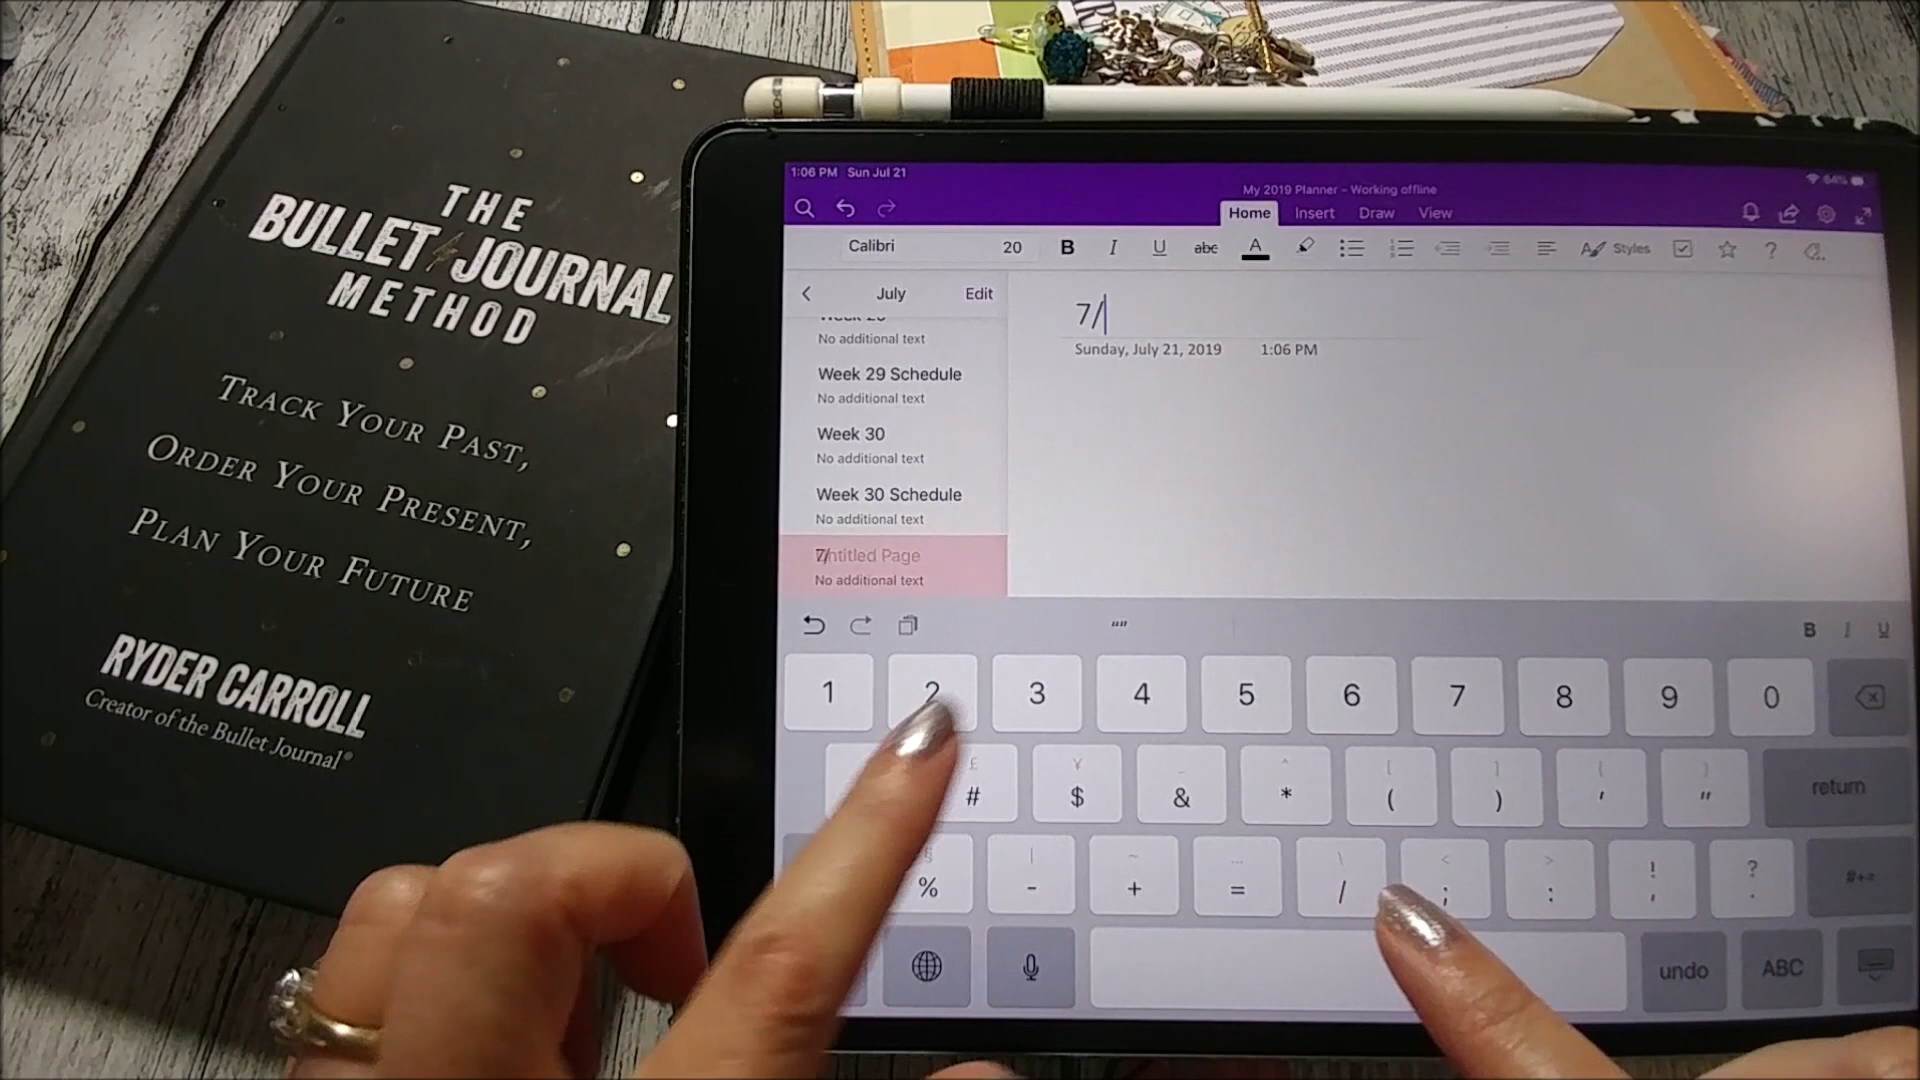 THE
BULLET JOURNAL
METHOD
TRACK YOUR PAST,
ORDER YOUR PRESENT,
PLAN YOUR FUTURE
RYDER CARROLL
Creator of the Bullet Journal®
1:06 PM Sun Jul 21
64%
My 2019 Planner - Working offline
Home Insert Draw View
Calibri 20 B I U abc A Styles ?
July Edit
No additional text
Week 29 Schedule
No additional text
Week 30
No additional text
Week 30 Schedule
No additional text
7/ Untitled Page
No additional text
7/
Sunday, July 21, 2019 1:06 PM
"" B I U
1 2 3 4 5 6 7 8 9 0
£ ¥ _ ^ [ ] { }
# $ & * ( ) ' " return
§ | ~ … \ < > ! ?
% - + = / ; : , . #+=
undo ABC